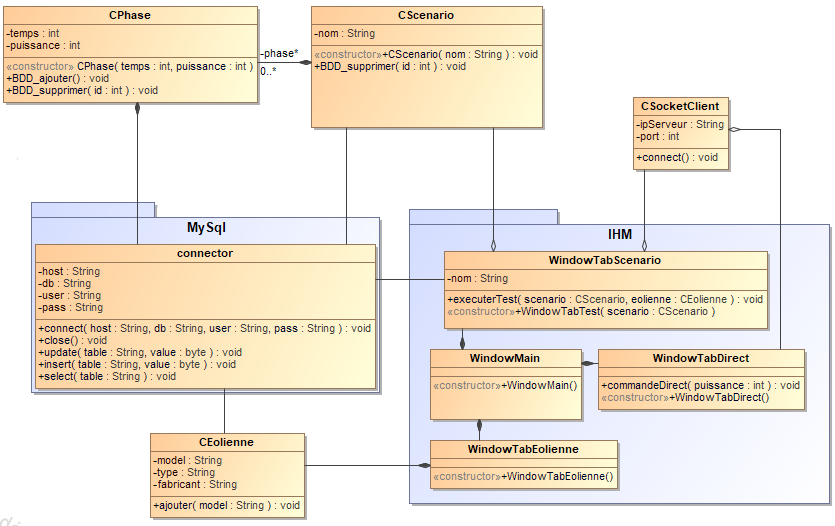 CPhase
-temps : int
-puissance : int
«constructor» CPhase( temps : int, puissance : int )
+BDD_ajouter() : void
+BDD_supprimer( id : int ) : void
-phase*
0..*
CScenario
-nom : String
«constructor»+CScenario( nom : String ) : void
+BDD_supprimer( id : int ) : void
CSocketClient
-ipServeur : String
-port : int
+connect() : void
MySql
connector
-host : String
-db : String
-user : String
-pass : String
+connect( host : String, db : String, user : String, pass : String ) : void
+close() : void
+update( table : String, value : byte ) : void
+insert( table : String, value : byte ) : void
+select( table : String ) : void
IHM
WindowTabScenario
-nom : String
+executerTest( scenario : CScenario, eolienne : CEolienne ) : void
«constructor»+WindowTabTest( scenario : CScenario )
WindowMain
«constructor»+WindowMain()
WindowTabDirect
+commandeDirect( puissance : int ) : void
«constructor»+WindowTabDirect()
CEolienne
-model : String
-type : String
-fabricant : String
+ajouter( model : String ) : void
WindowTabEolienne
«constructor»+WindowTabEolienne()